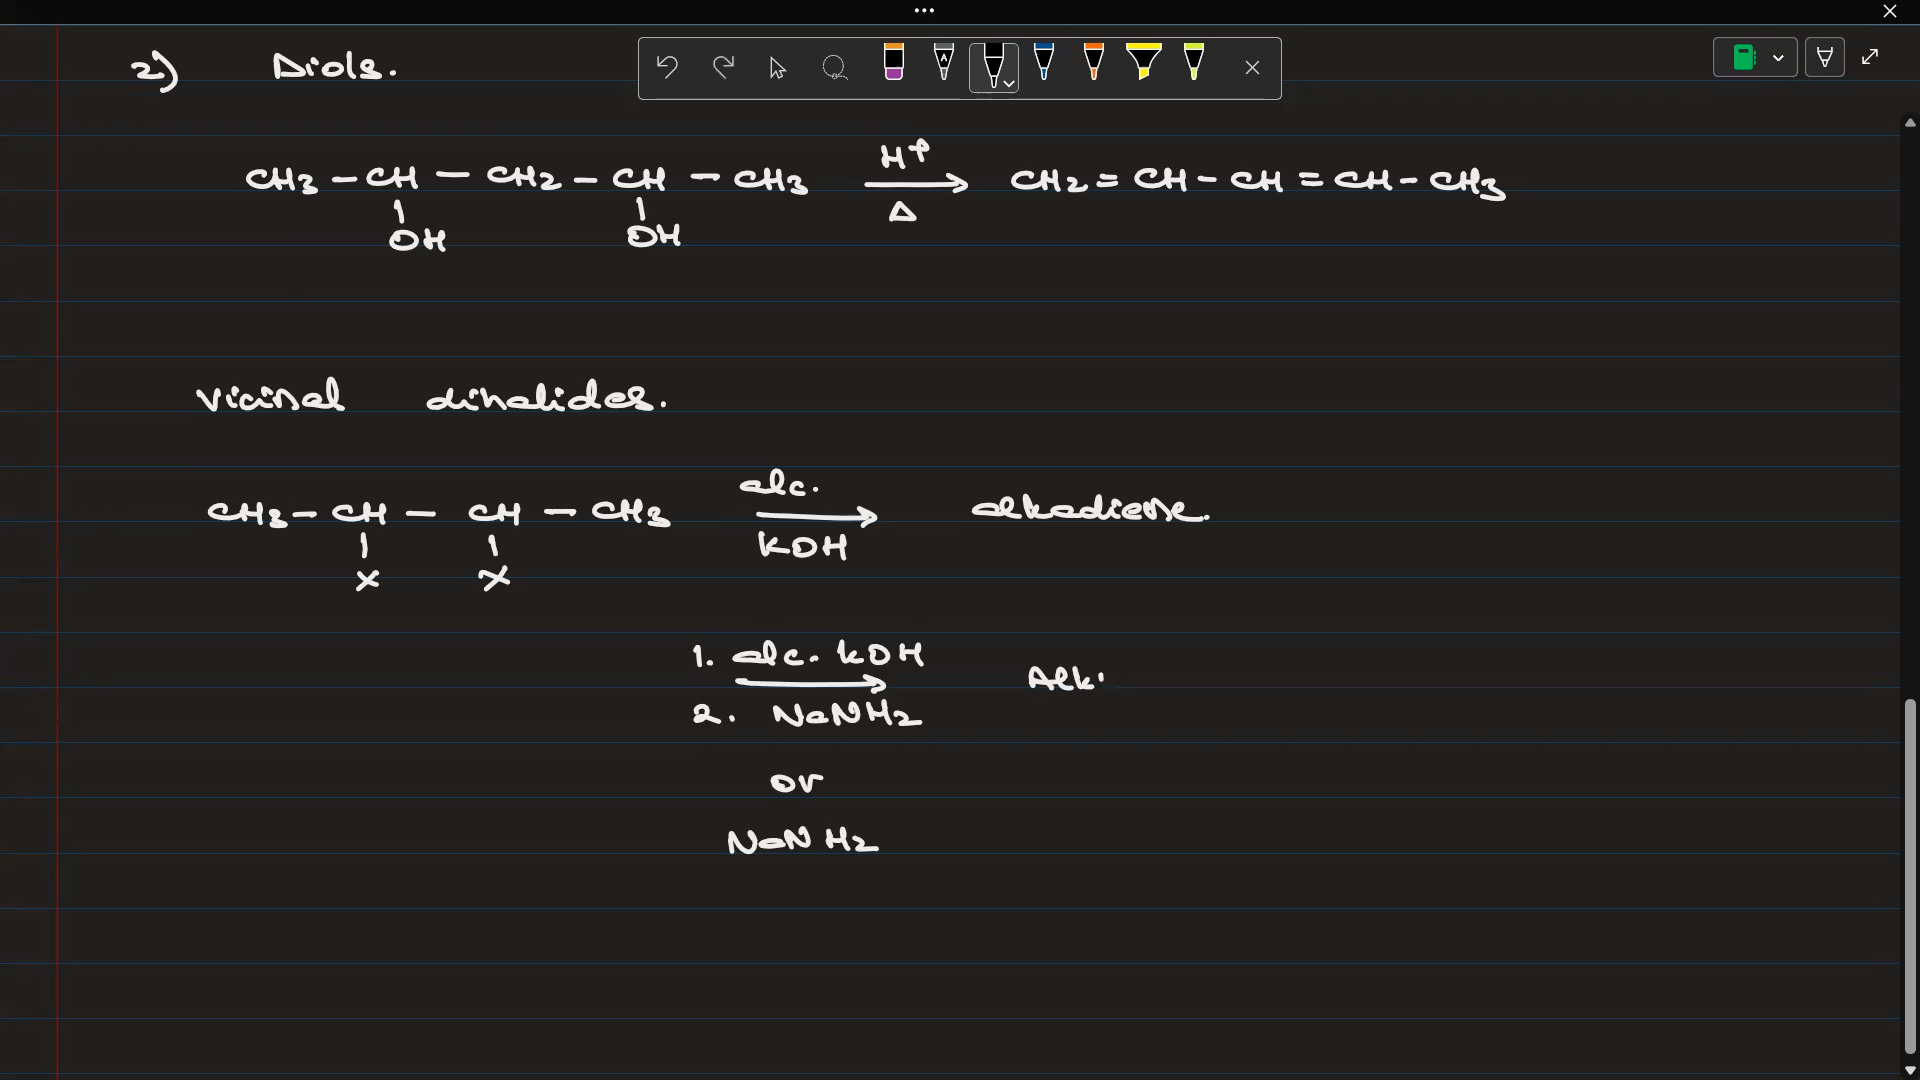 2) Diols.
CH3 - CH - CH2 - CH - CH3 H+ Δ → CH2 = CH - CH = CH - CH3
OH OH
Vicinal dihalides.
CH3 - CH - CH - CH3 alc. KOH → alkadiene.
X X
1. alc. KOH
→ Alk
2. NaNH2
or
NaNH2